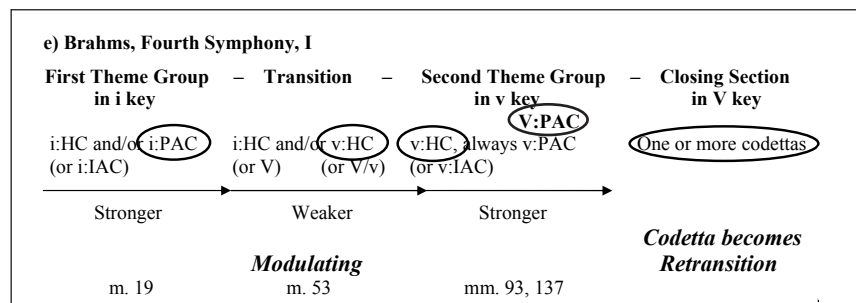 e) Brahms, Fourth Symphony, I
First Theme Group – Transition – Second Theme Group – Closing Section
in i key in v key in V key
V:PAC
i:HC and/or i:PAC i:HC and/or v:HC v:HC, always v:PAC One or more codettas
(or i:IAC) (or V) (or V/v) (or v:IAC)
Stronger Weaker Stronger
Codetta becomes
Modulating Retransition
m. 19 m. 53 mm. 93, 137